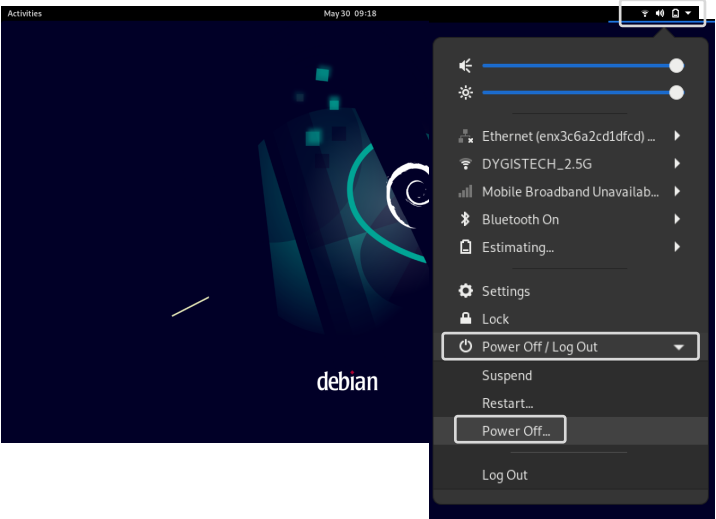 Activities
May 30 09:18
Ethernet (enx3c6a2cd1dfcd) ...
DYGISTECH_2.5G
Mobile Broadband Unavailab...
Bluetooth On
Estimating...
Settings
Lock
Power Off / Log Out
Suspend
Restart...
Power Off...
Log Out
debian